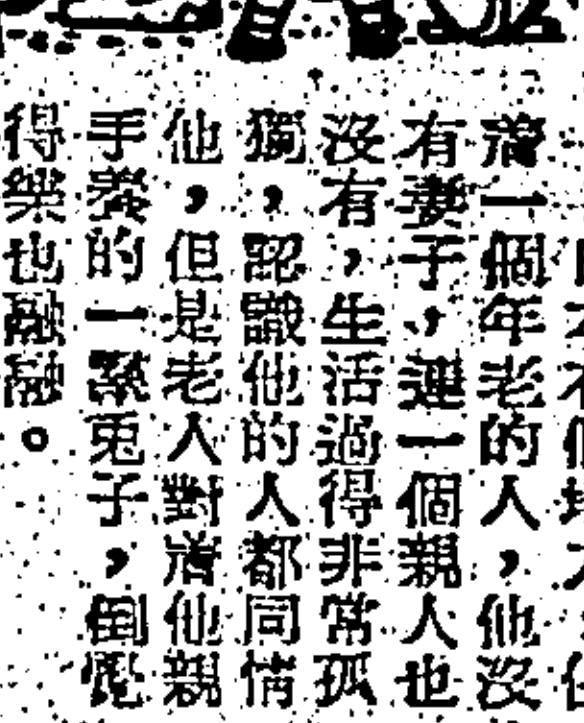 着一個年老的人，他沒
有妻子，連一個親人也
沒有，生活過得非常孤
獨，認識他的人都同情
他，但是老人對着他親
手養的一羣兎子，倒覺
得樂也融融。